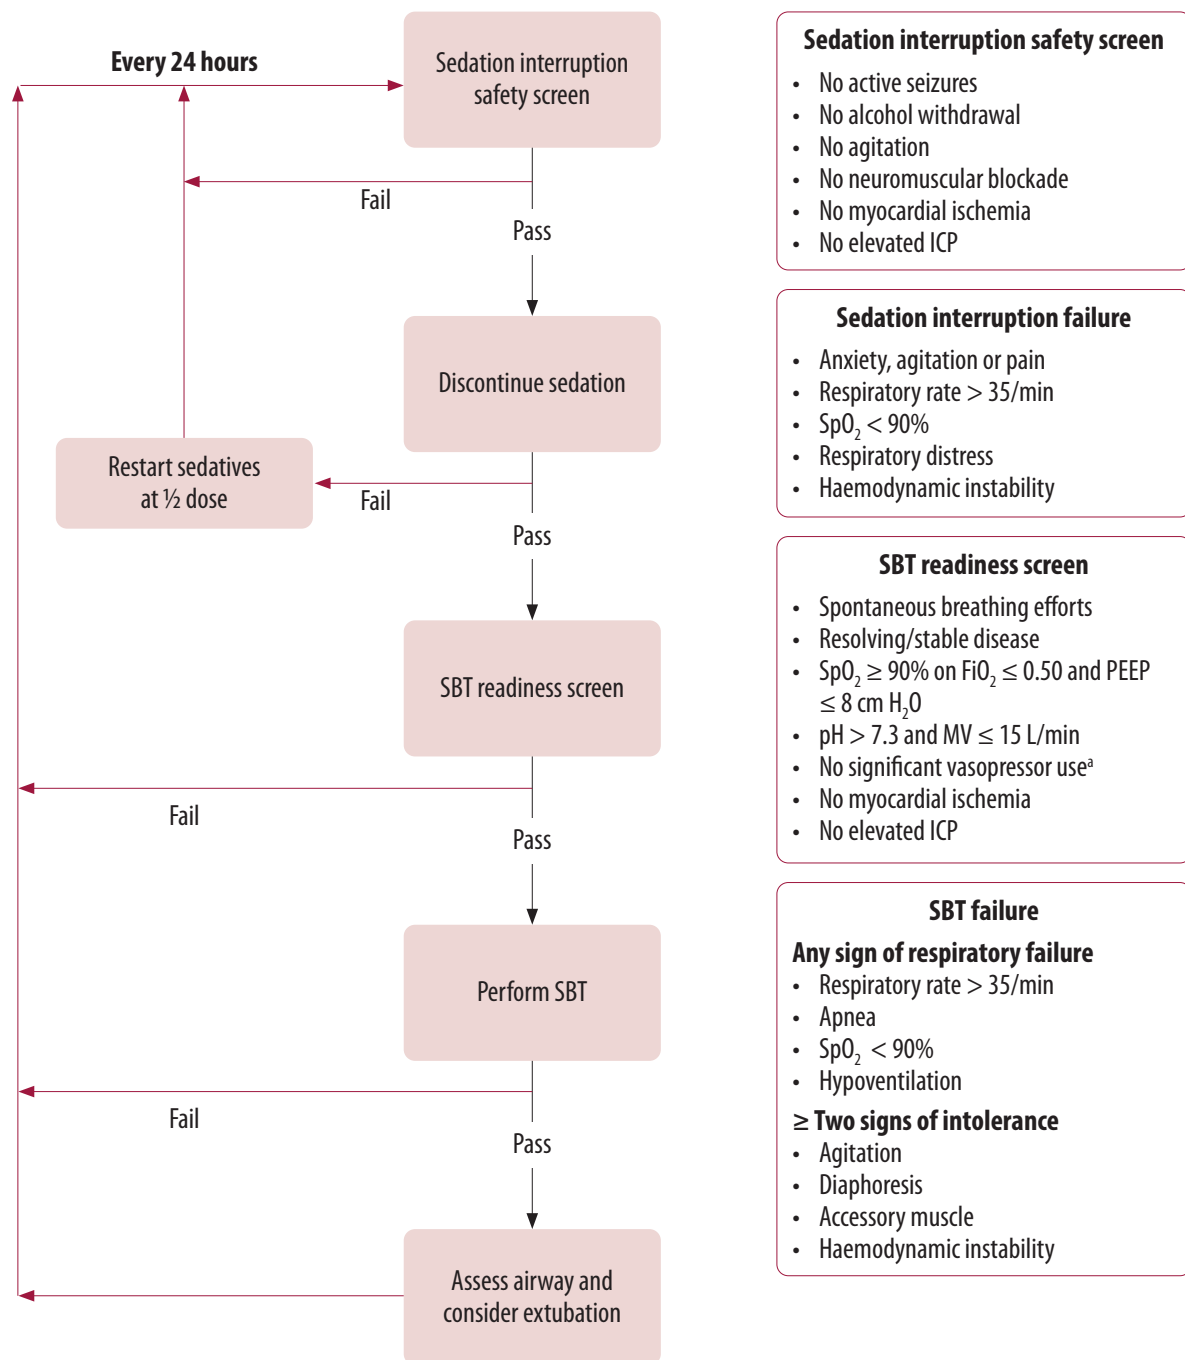 Every 24 hours
Sedation interruption
safety screen
Fail
Pass
Discontinue sedation
Restart sedatives
at ½ dose
Fail
Pass
SBT readiness screen
Fail
Pass
Perform SBT
Fail
Pass
Assess airway and
consider extubation
Sedation interruption safety screen
• No active seizures
• No alcohol withdrawal
• No agitation
• No neuromuscular blockade
• No myocardial ischemia
• No elevated ICP
Sedation interruption failure
• Anxiety, agitation or pain
• Respiratory rate > 35/min
• SpO₂ < 90%
• Respiratory distress
• Haemodynamic instability
SBT readiness screen
• Spontaneous breathing efforts
• Resolving/stable disease
• SpO₂ ≥ 90% on FiO₂ ≤ 0.50 and PEEP
≤ 8 cm H₂O
• pH > 7.3 and MV ≤ 15 L/min
• No significant vasopressor useᵃ
• No myocardial ischemia
• No elevated ICP
SBT failure
Any sign of respiratory failure
• Respiratory rate > 35/min
• Apnea
• SpO₂ < 90%
• Hypoventilation
≥ Two signs of intolerance
• Agitation
• Diaphoresis
• Accessory muscle
• Haemodynamic instability